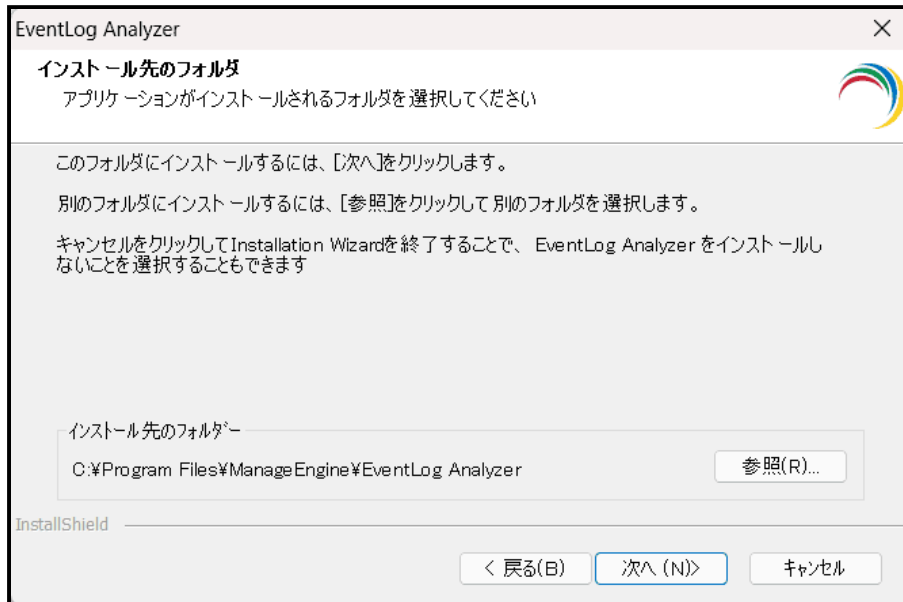 EventLog Analyzer
インストール先のフォルダ
アプリケーションがインストールされるフォルダを選択してください
このフォルダにインストールするには、[次へ]をクリックします。
別のフォルダにインストールするには、[参照]をクリックして別のフォルダを選択します。
キャンセルをクリックしてInstallation Wizardを終了することで、 EventLog Analyzer をインストールし
ないことを選択することもできます
インストール先のフォルダー
C:¥Program Files¥ManageEngine¥EventLog Analyzer
参照(R)...
InstallShield
< 戻る(B)
次へ (N)>
キャンセル